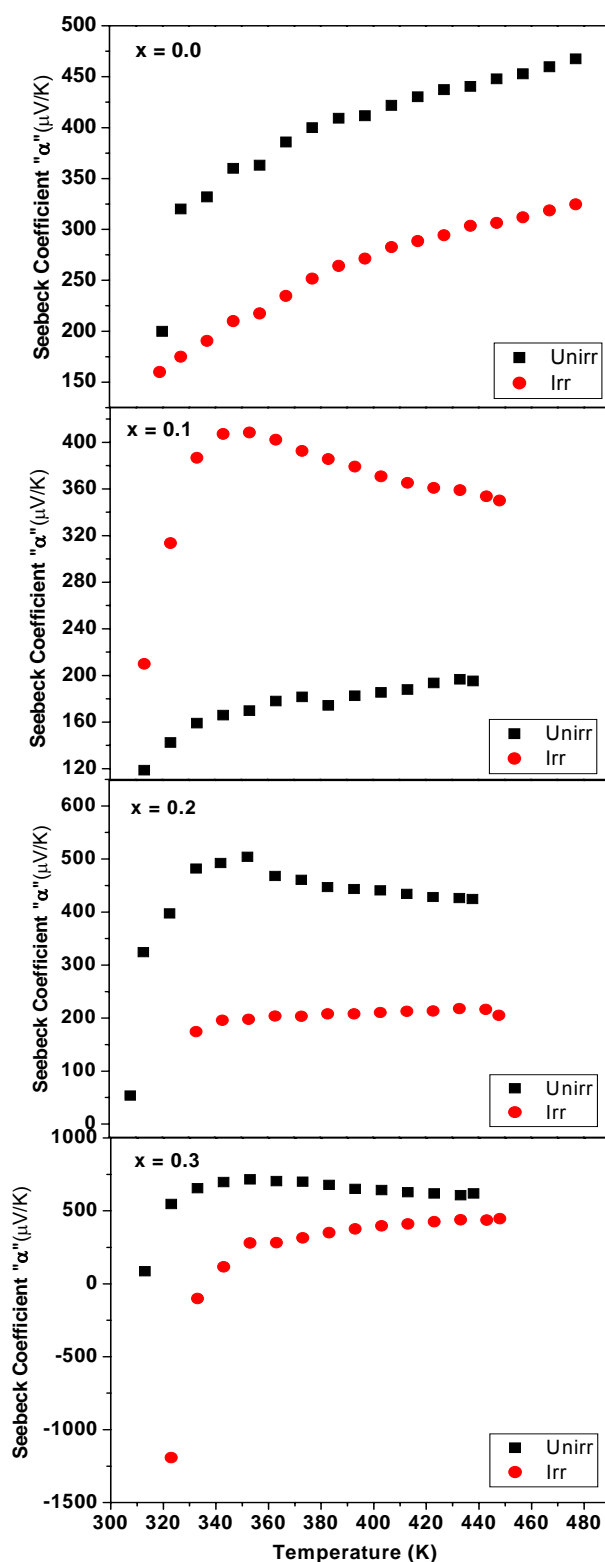 500
x = 0.0
450
400
350
300
250
200
150
Seebeck Coefficient "α"(μV/K)
Unirr
Irr
x = 0.1
400
360
320
280
240
200
160
120
Seebeck Coefficient "α"(μV/K)
Unirr
Irr
600
x = 0.2
500
400
300
200
100
0
Seebeck Coefficient "α"(μV/K)
Unirr
Irr
1000
x = 0.3
500
0
-500
-1000
-1500
Seebeck Coefficient "α"(μV/K)
Unirr
Irr
300 320 340 360 380 400 420 440 460 480
Temperature (K)